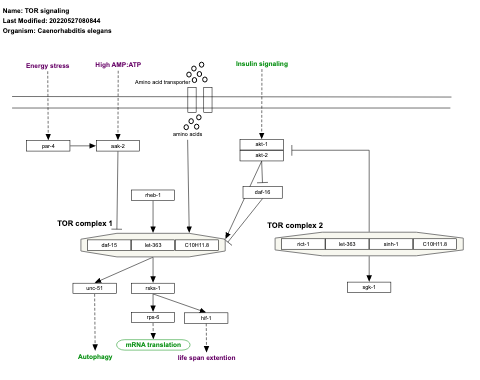 Name: TOR signaling
Last Modified: 20220527080844
Organism: Caenorhabditis elegans
Energy stress
High AMP:ATP
Insulin signaling
Amino acid transporter
amino acids
par-4
aak-2
akt-1
akt-2
daf-16
rheb-1
TOR complex 1
TOR complex 2
daf-15
let-363
C10H11.8
rict-1
let-363
sinh-1
C10H11.8
unc-51
rsks-1
sgk-1
rps-6
hif-1
mRNA translation
Autophagy
life span extention